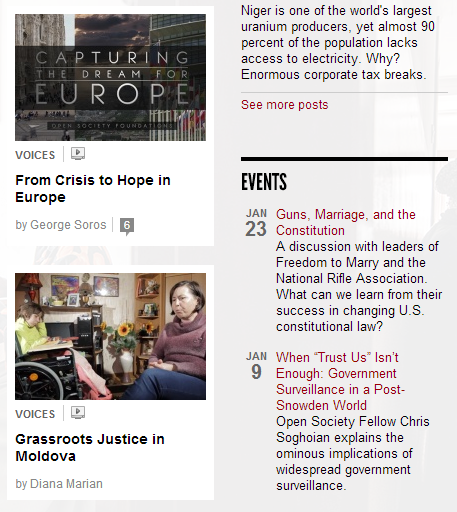 CAPTURING
THE DREAM FOR
EUROPE
OPEN SOCIETY FOUNDATIONS
VOICES
From Crisis to Hope in
Europe
by George Soros
6
VOICES
Grassroots Justice in
Moldova
by Diana Marian
Niger is one of the world's largest
uranium producers, yet almost 90
percent of the population lacks
access to electricity. Why?
Enormous corporate tax breaks.
See more posts
EVENTS
JAN
23
Guns, Marriage, and the
Constitution
A discussion with leaders of
Freedom to Marry and the
National Rifle Association.
What can we learn from their
success in changing U.S.
constitutional law?
JAN
9
When “Trust Us” Isn’t
Enough: Government
Surveillance in a Post-
Snowden World
Open Society Fellow Chris
Soghoian explains the
ominous implications of
widespread government
surveillance.